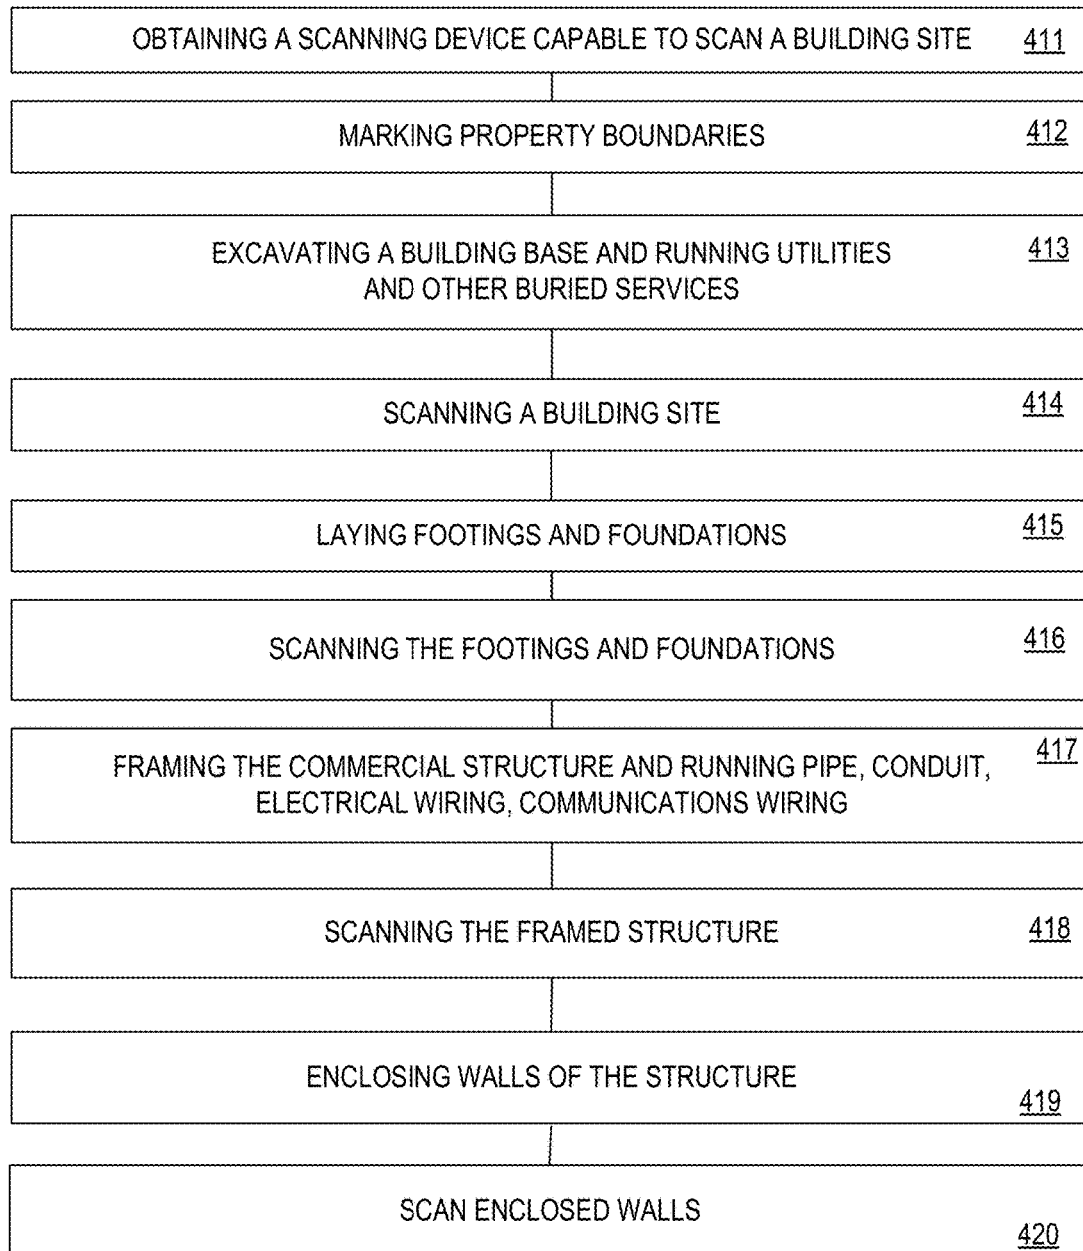 OBTAINING A SCANNING DEVICE CAPABLE TO SCAN A BUILDING SITE 411
MARKING PROPERTY BOUNDARIES 412
EXCAVATING A BUILDING BASE AND RUNNING UTILITIES 413
AND OTHER BURIED SERVICES
SCANNING A BUILDING SITE 414
LAYING FOOTINGS AND FOUNDATIONS 415
SCANNING THE FOOTINGS AND FOUNDATIONS 416
FRAMING THE COMMERCIAL STRUCTURE AND RUNNING PIPE, CONDUIT, 417
ELECTRICAL WIRING, COMMUNICATIONS WIRING
SCANNING THE FRAMED STRUCTURE 418
ENCLOSING WALLS OF THE STRUCTURE
419
SCAN ENCLOSED WALLS
420